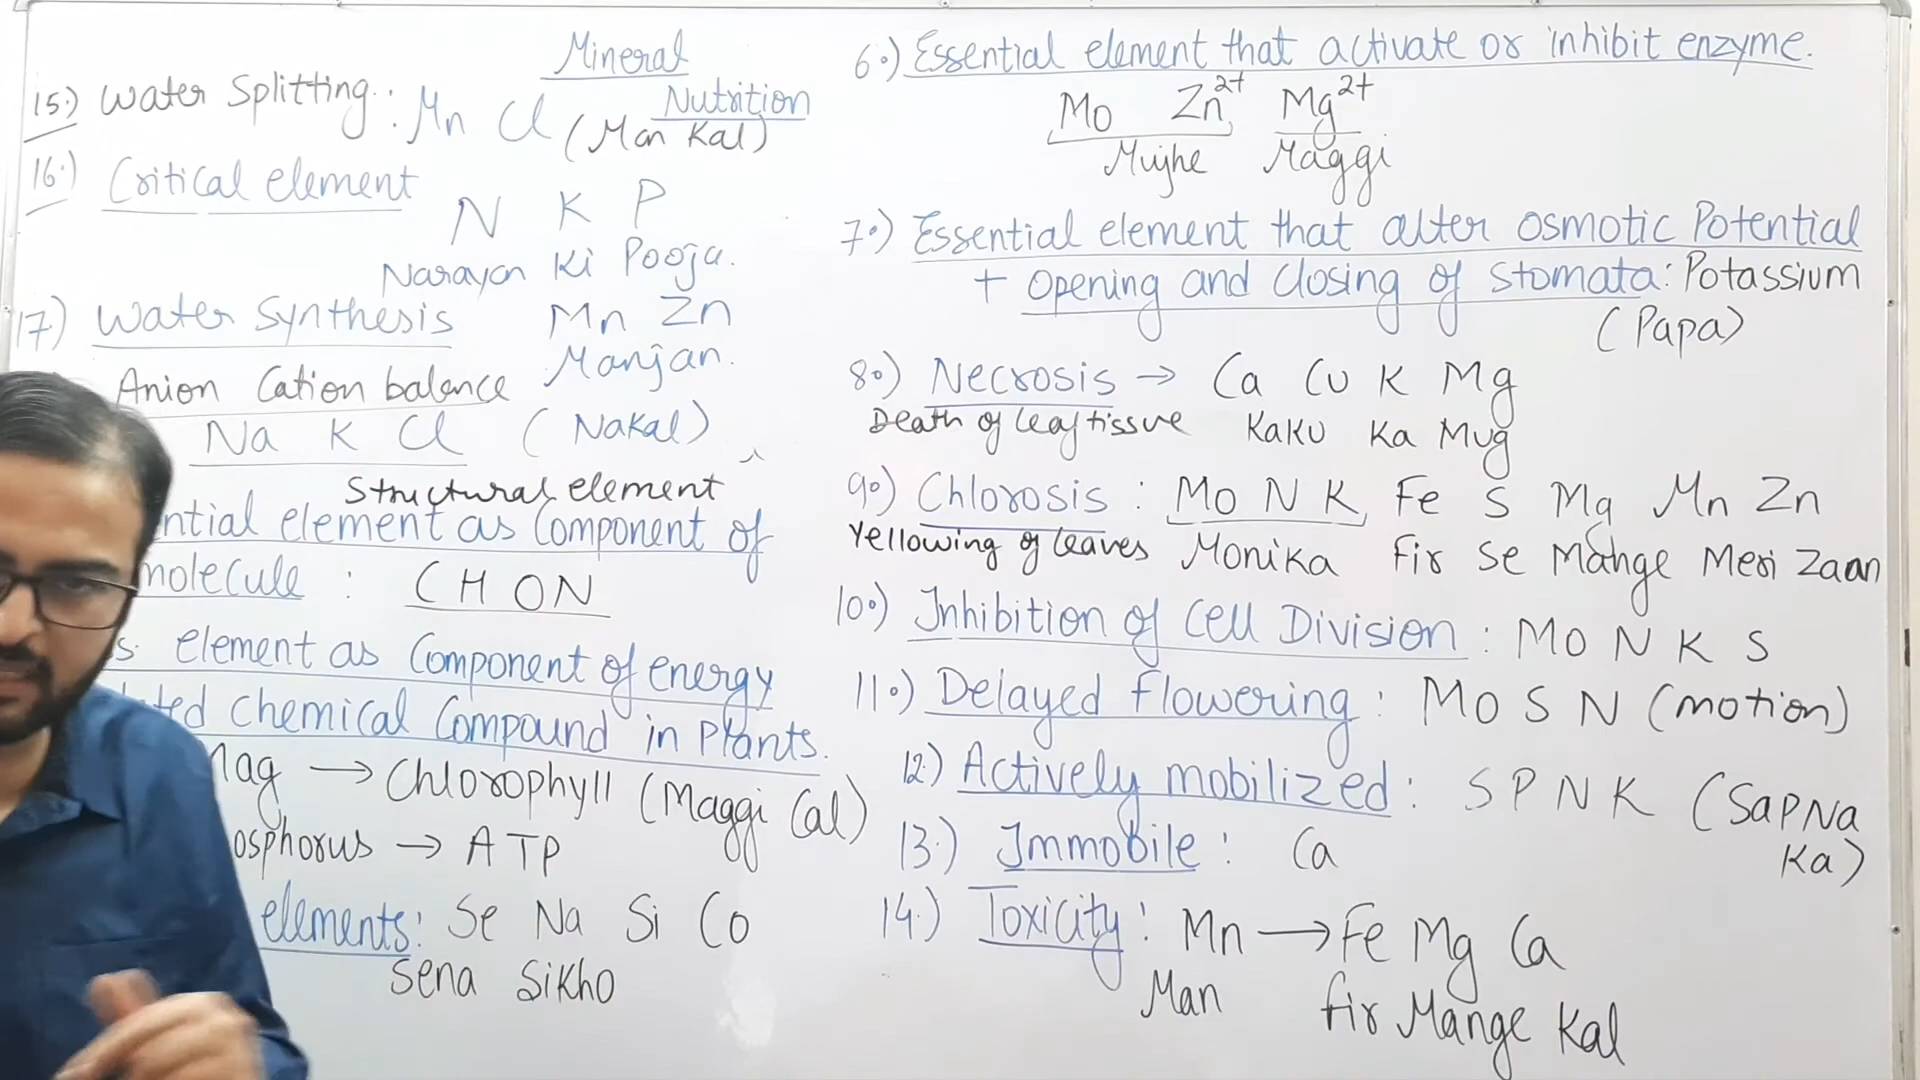 Mineral
Nutrition
15.) Water Splitting : Mn Cl (Man Kal)
16.) Critical element
N K P
Narayan Ki Pooja.
17.) Water Synthesis Mn Zn
Manjan.
Anion Cation balance
Na K Cl (NaKal)
Structural element
ntial element as Component of
molecule : C H O N
s. element as Component of energy
ted Chemical Compound in Plants.
Mag → Chlorophyll (Maggi Cal)
osphorus → ATP
elements: Se Na Si Co
Sena Sikho
6.) Essential element that activate or inhibit enzyme.
Mo Zn2+ Mg2+
Mujhe Maggi
7.) Essential element that alter osmotic Potential
+ opening and closing of stomata: Potassium
(Papa)
8.) Necrosis → Ca Cu K Mg
Death of leaf tissue KaKu Ka Mug
9.) Chlorosis : Mo N K Fe S Mg Mn Zn
Yellowing of leaves Monika Fir Se Mange Meri Zaan
10.) Inhibition of Cell Division : Mo N K S
11.) Delayed flowering : Mo S N (motion)
12.) Actively mobilized : S P N K (SapNa
Ka)
13.) Immobile : Ca
14.) Toxicity : Mn → Fe Mg Ca
Man fir Mange Kal